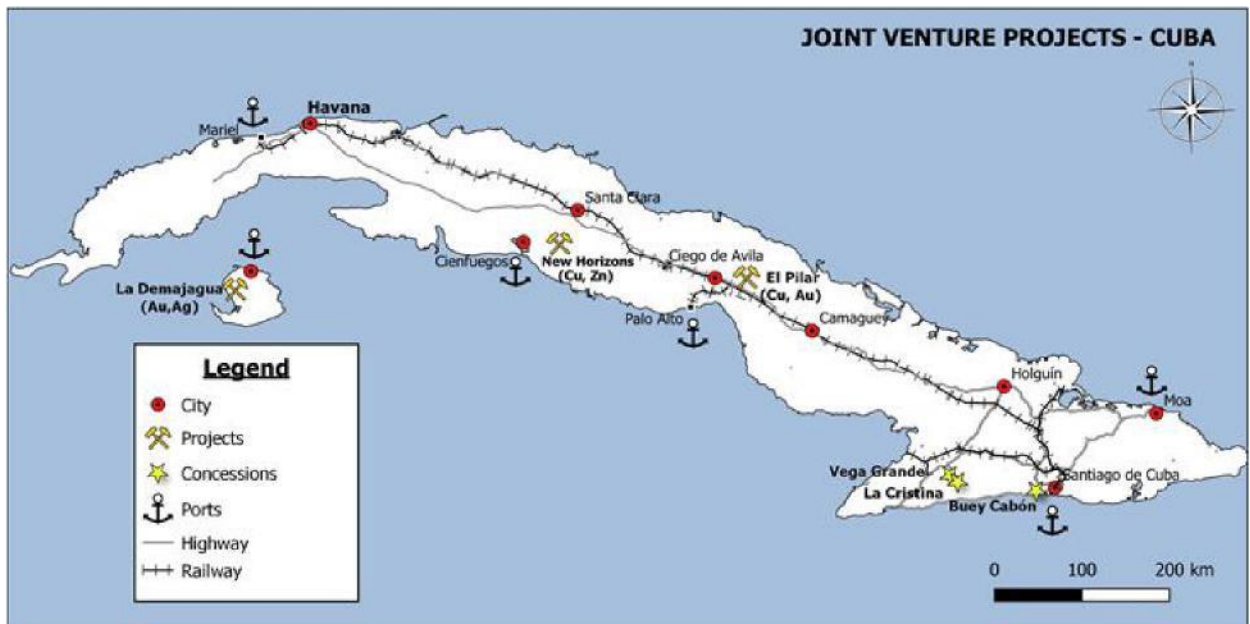 JOINT VENTURE PROJECTS - CUBA
N
Havana
Mariel
Santa Clara
Cienfuegos
New Horizons
(Cu, Zn)
Ciego de Avila
El Pilar
(Cu, Au)
La Demajagua
(Au,Ag)
Palo Alto
Camaguey
Holguín
Moa
Vega Grande
La Cristina
Santiago de Cuba
Buey Cabón
Legend
City
Projects
Concessions
Ports
Highway
Railway
0 100 200 km